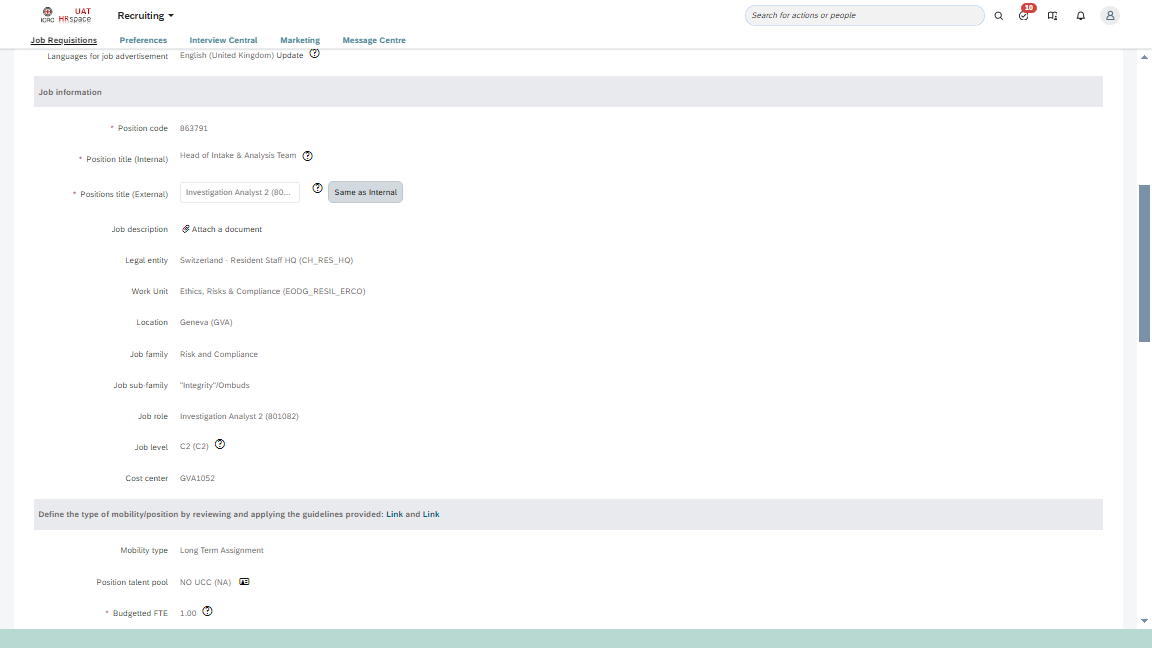 ICRC
UAT
HRspace
Recruiting
Search for actions or people
10
Job Requisitions
Preferences
Interview Central
Marketing
Message Centre
Languages for job advertisement English (United Kingdom) Update
Job information
* Position code 863791
* Position title (Internal) Head of Intake & Analysis Team
* Positions title (External) Investigation Analyst 2 (80... Same as Internal
Job description Attach a document
Legal entity Switzerland - Resident Staff HQ (CH_RES_HQ)
Work Unit Ethics, Risks & Compliance (EODG_RESIL_ERCO)
Location Geneva (GVA)
Job family Risk and Compliance
Job sub-family "Integrity"/Ombuds
Job role Investigation Analyst 2 (801082)
Job level C2 (C2)
Cost center GVA1052
Define the type of mobility/position by reviewing and applying the guidelines provided: Link and Link
Mobility type Long Term Assignment
Position talent pool NO UCC (NA)
* Budgetted FTE 1.00